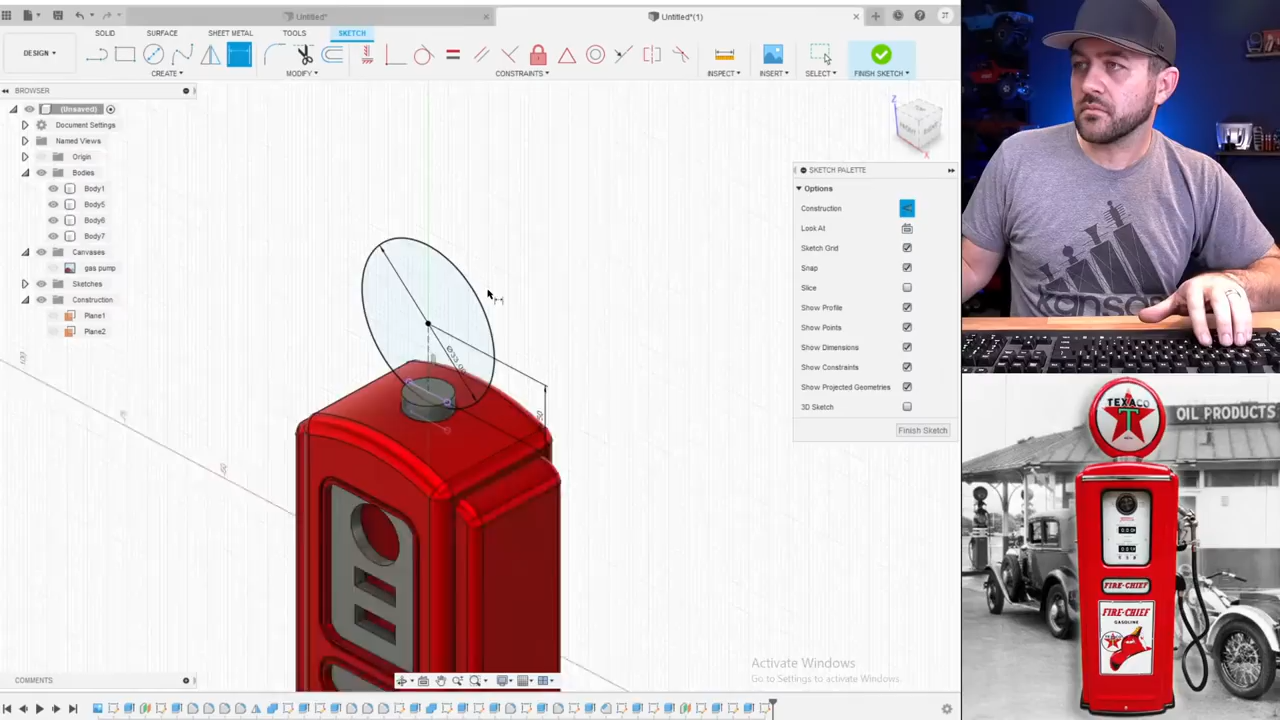 Untitled*
Untitled*(1)
JT
DESIGN
SOLID
SURFACE
SHEET METAL
TOOLS
SKETCH
CREATE
MODIFY
CONSTRAINTS
INSPECT
INSERT
SELECT
FINISH SKETCH
BROWSER
(Unsaved)
Document Settings
Named Views
Origin
Bodies
Body1
Body5
Body6
Body7
Canvases
gas pump
Sketches
Construction
Plane1
Plane2
Z
FRONT
RIGHT
X
SKETCH PALETTE
Options
Construction
Look At
Sketch Grid
Snap
Slice
Show Profile
Show Points
Show Dimensions
Show Constraints
Show Projected Geometries
3D Sketch
Finish Sketch
Activate Windows
Go to Settings to activate Windows.
COMMENTS
kansas
TEXACO
T
OIL PRODUCTS
FIRE-CHIEF
FIRE-CHIEF
GASOLINE